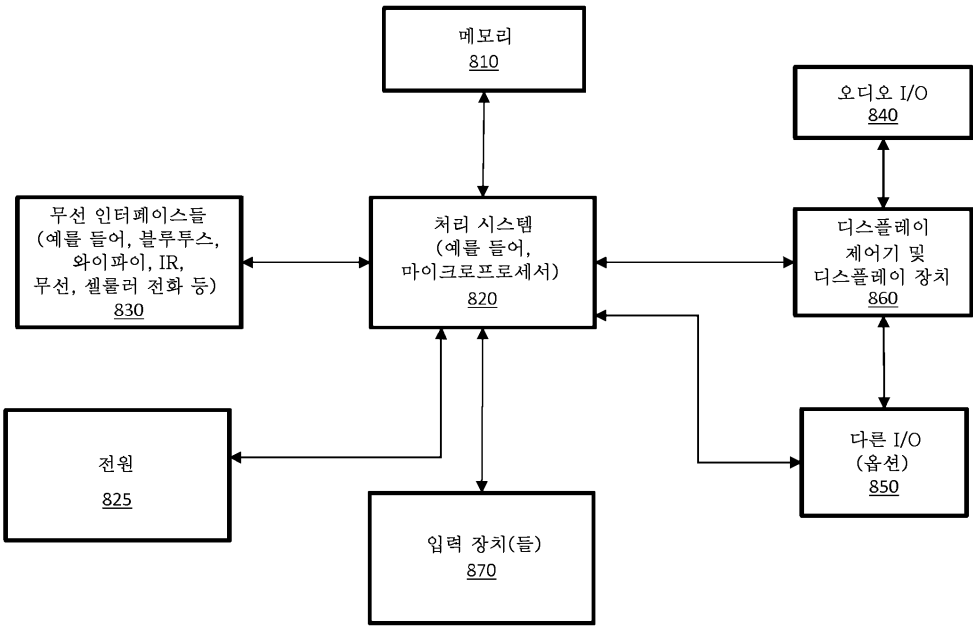 메모리
810
오디오 I/O
840
무선 인터페이스들
(예를 들어, 블루투스,
와이파이, IR,
무선, 셀룰러 전화 등)
830
처리 시스템
(예를 들어,
마이크로프로세서)
820
디스플레이
제어기 및
디스플레이 장치
860
전원
825
입력 장치(들)
870
다른 I/O
(옵션)
850